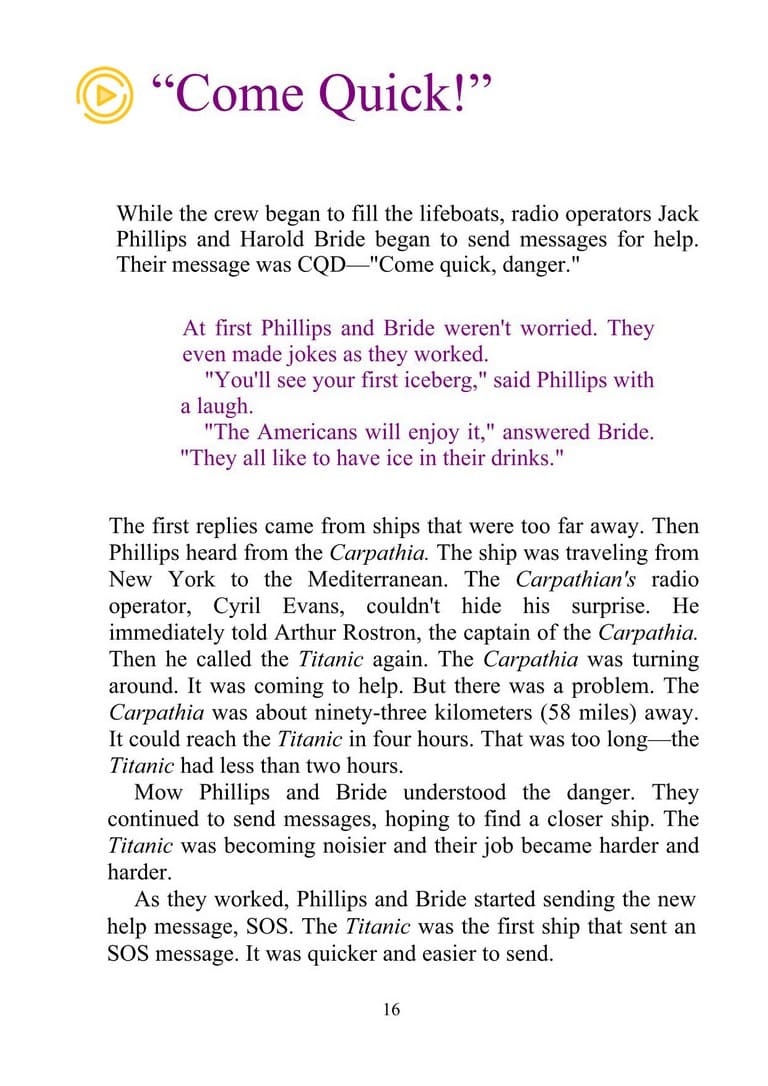 “Come Quick!”
While the crew began to fill the lifeboats, radio operators Jack
Phillips and Harold Bride began to send messages for help.
Their message was CQD—"Come quick, danger."
At first Phillips and Bride weren't worried. They
even made jokes as they worked.
"You'll see your first iceberg," said Phillips with
a laugh.
"The Americans will enjoy it," answered Bride.
"They all like to have ice in their drinks."
The first replies came from ships that were too far away. Then
Phillips heard from the Carpathia. The ship was traveling from
New York to the Mediterranean. The Carpathian's radio
operator, Cyril Evans, couldn't hide his surprise. He
immediately told Arthur Rostron, the captain of the Carpathia.
Then he called the Titanic again. The Carpathia was turning
around. It was coming to help. But there was a problem. The
Carpathia was about ninety-three kilometers (58 miles) away.
It could reach the Titanic in four hours. That was too long—the
Titanic had less than two hours.
Mow Phillips and Bride understood the danger. They
continued to send messages, hoping to find a closer ship. The
Titanic was becoming noisier and their job became harder and
harder.
As they worked, Phillips and Bride started sending the new
help message, SOS. The Titanic was the first ship that sent an
SOS message. It was quicker and easier to send.
16